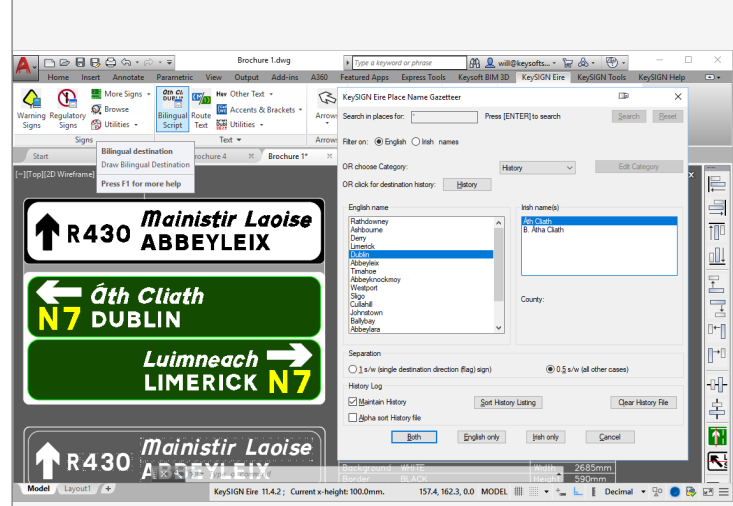 Brochure 1.dwg
Type a keyword or phrase
will@keysofts...
Home Insert Annotate Parametric View Output Add-ins A360 Featured Apps Express Tools Keysoft BIM 3D KeySIGN Eire KeySIGN Tools KeySIGN Help
Warning Signs
Regulatory Signs
More Signs
Browse
Utilities
Signs
Bilingual Script
Route Text
Other Text
Accents & Brackets
Utilities
Text
Arrow
Arrow
Start
Brochure 4
Brochure 1*
Bilingual destination
Draw Bilingual Destination
Press F1 for more help
[-][Top][2D Wireframe]
R430
Mainistir Laoise
ABBEYLEIX
Áth Cliath
N7 DUBLIN
Luimneach
LIMERICK N7
Mainistir Laoise
R430
ABBEYLEIX
KeySIGN Eire Place Name Gazetteer
Search in places for:
Press [ENTER] to search
Search
Reset
Filter on:
English
Irish names
OR choose Category:
History
Edit Category
OR click for destination history:
History
English name
Rathdowney
Ashbourne
Derry
Limerick
Dublin
Abbeyleix
Timahoe
Abbeyknockmoy
Westport
Sligo
Cullahill
Johnstown
Ballybay
Abbeylara
Irish name(s)
Áth Cliath
B. Átha Cliath
County:
Separation
1 s/w (single destination direction (flag) sign)
0.5 s/w (all other cases)
History Log
Maintain History
Sort History Listing
Clear History File
Alpha sort History file
Both
English only
Irish only
Cancel
Background WHITE
Width 2685mm
Border BLACK
Height 590mm
Model
Layout1
+
KeySIGN Eire 11.4.2 ; Current x-height: 100.0mm.
157.4, 162.3, 0.0 MODEL
Decimal